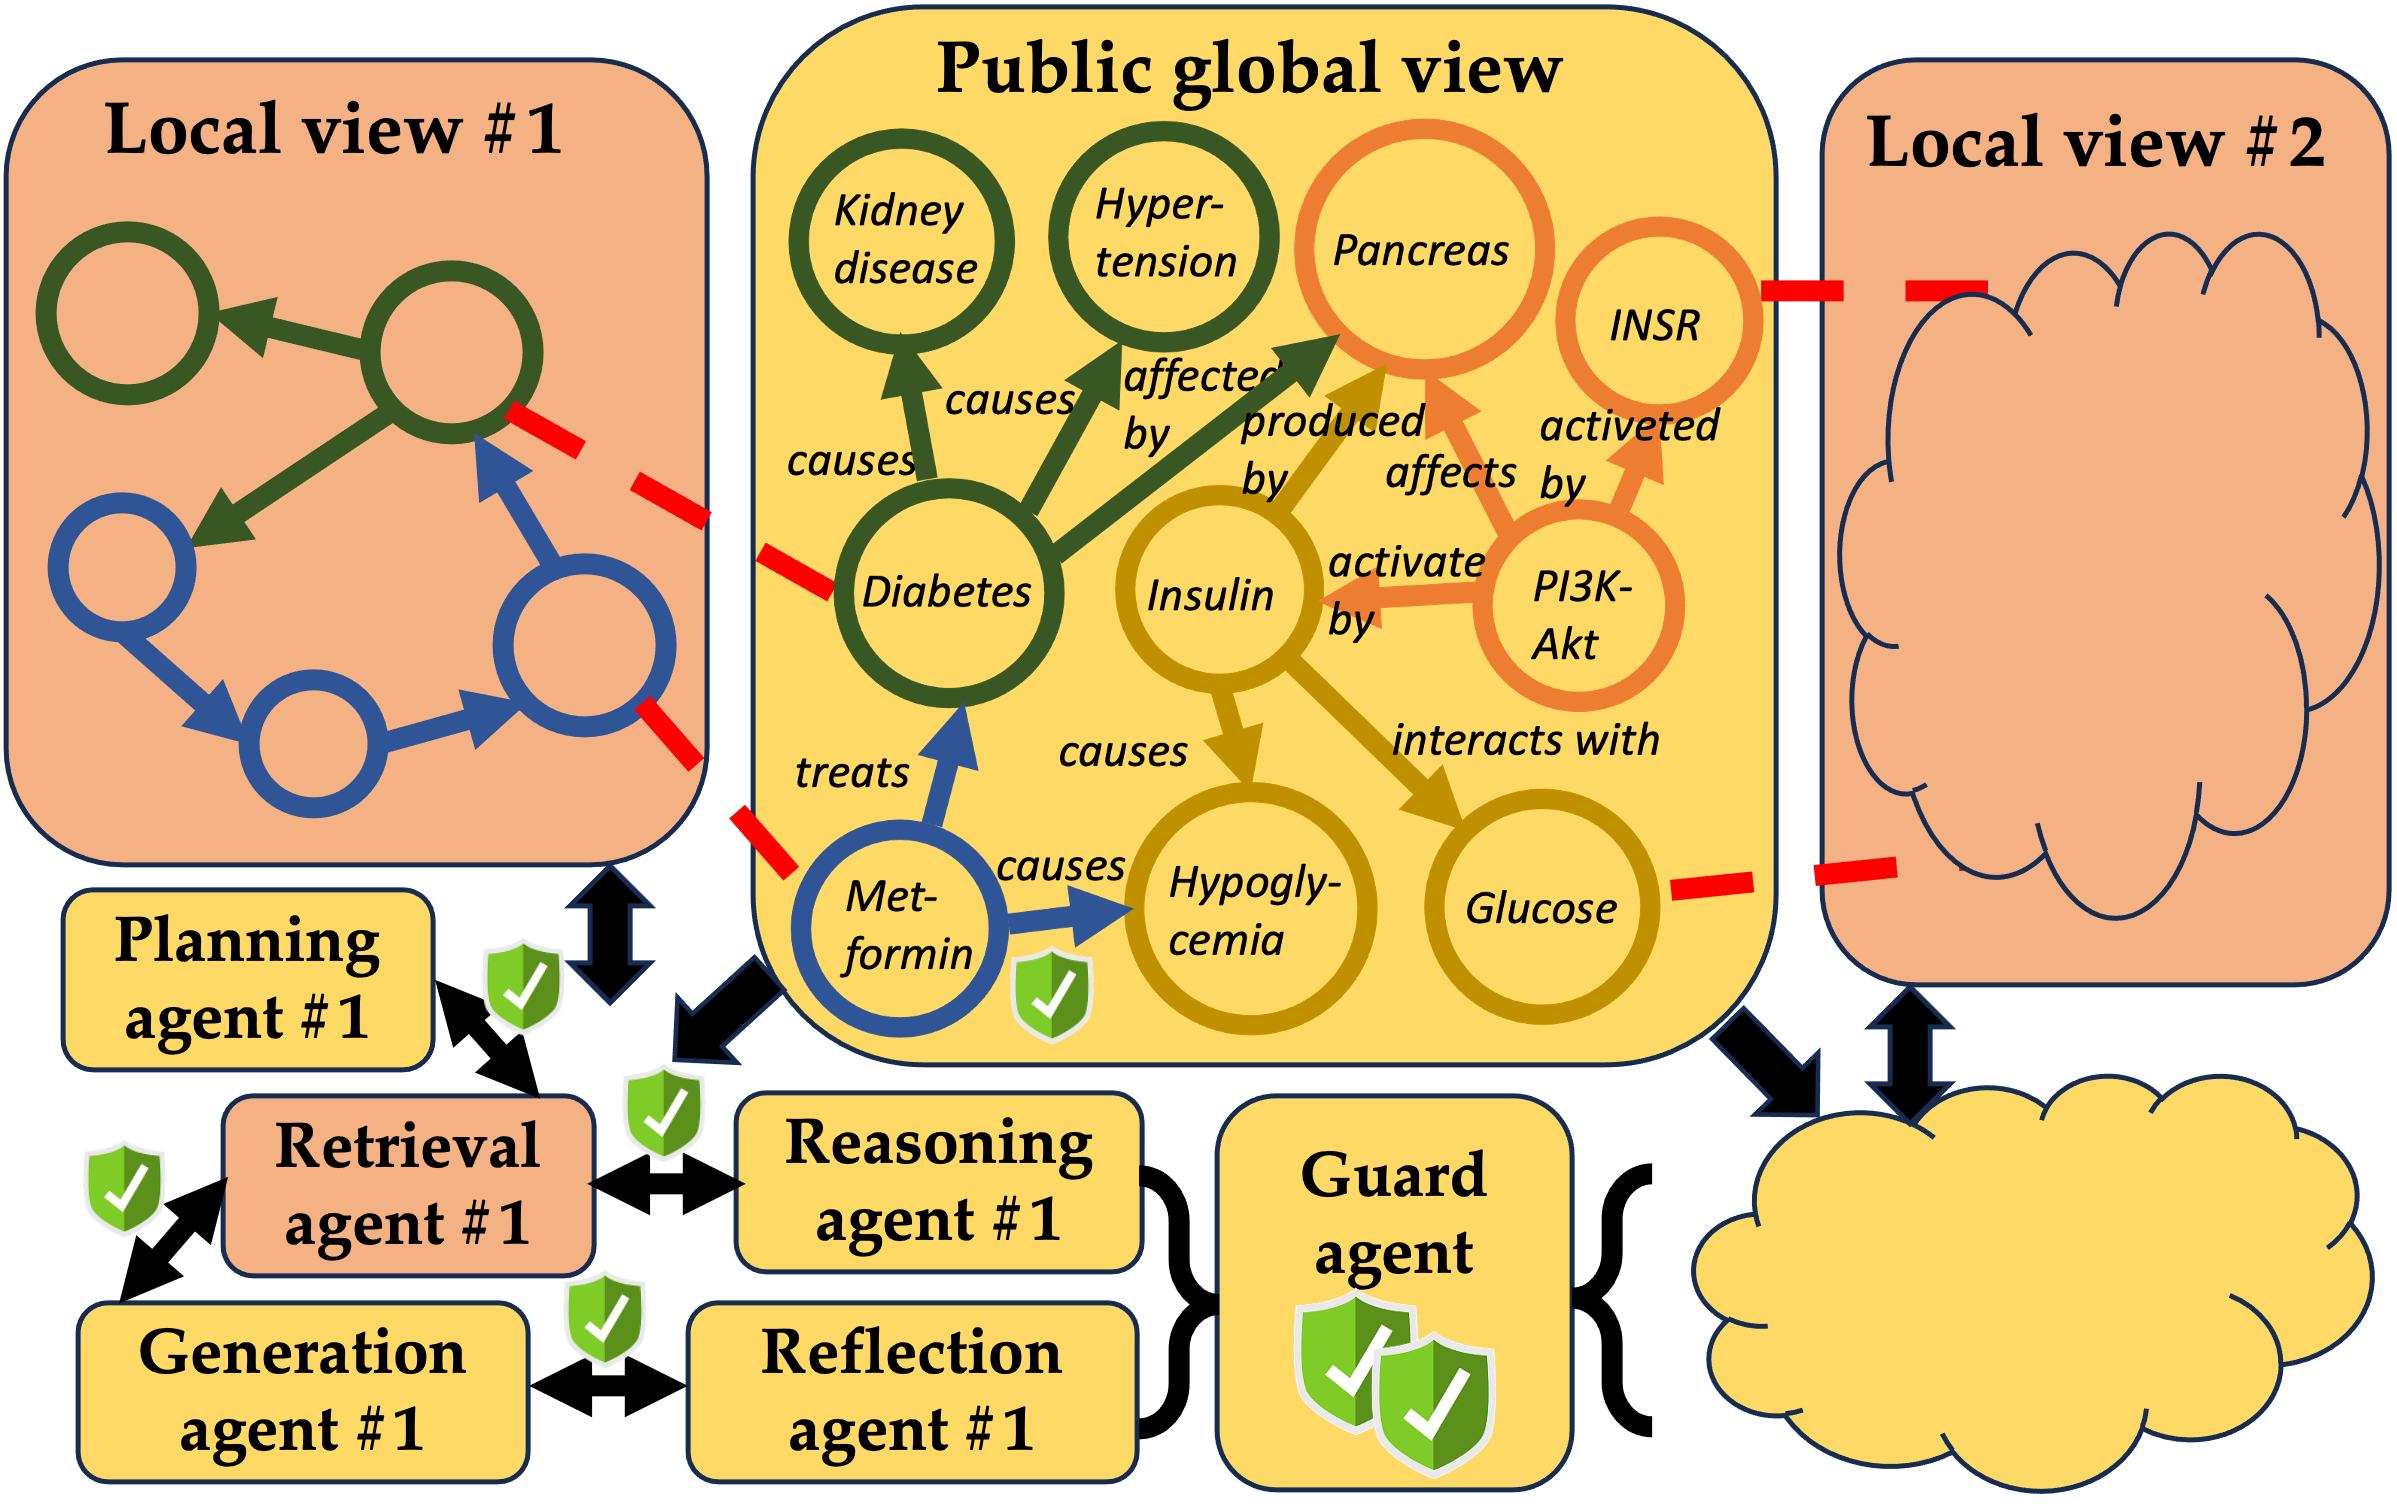 Public global view
Local view #1
Local view #2
Kidney
disease
Hyper-
tension
Pancreas
INSR
causes
causes
affected
by
produced
by
affects
activeted
by
Diabetes
Insulin
activate
by
PI3K-
Akt
treats
causes
interacts with
Met-
formin
causes
Hypogly-
cemia
Glucose
Planning
agent #1
Retrieval
agent #1
Reasoning
agent #1
Generation
agent #1
Reflection
agent #1
Guard
agent